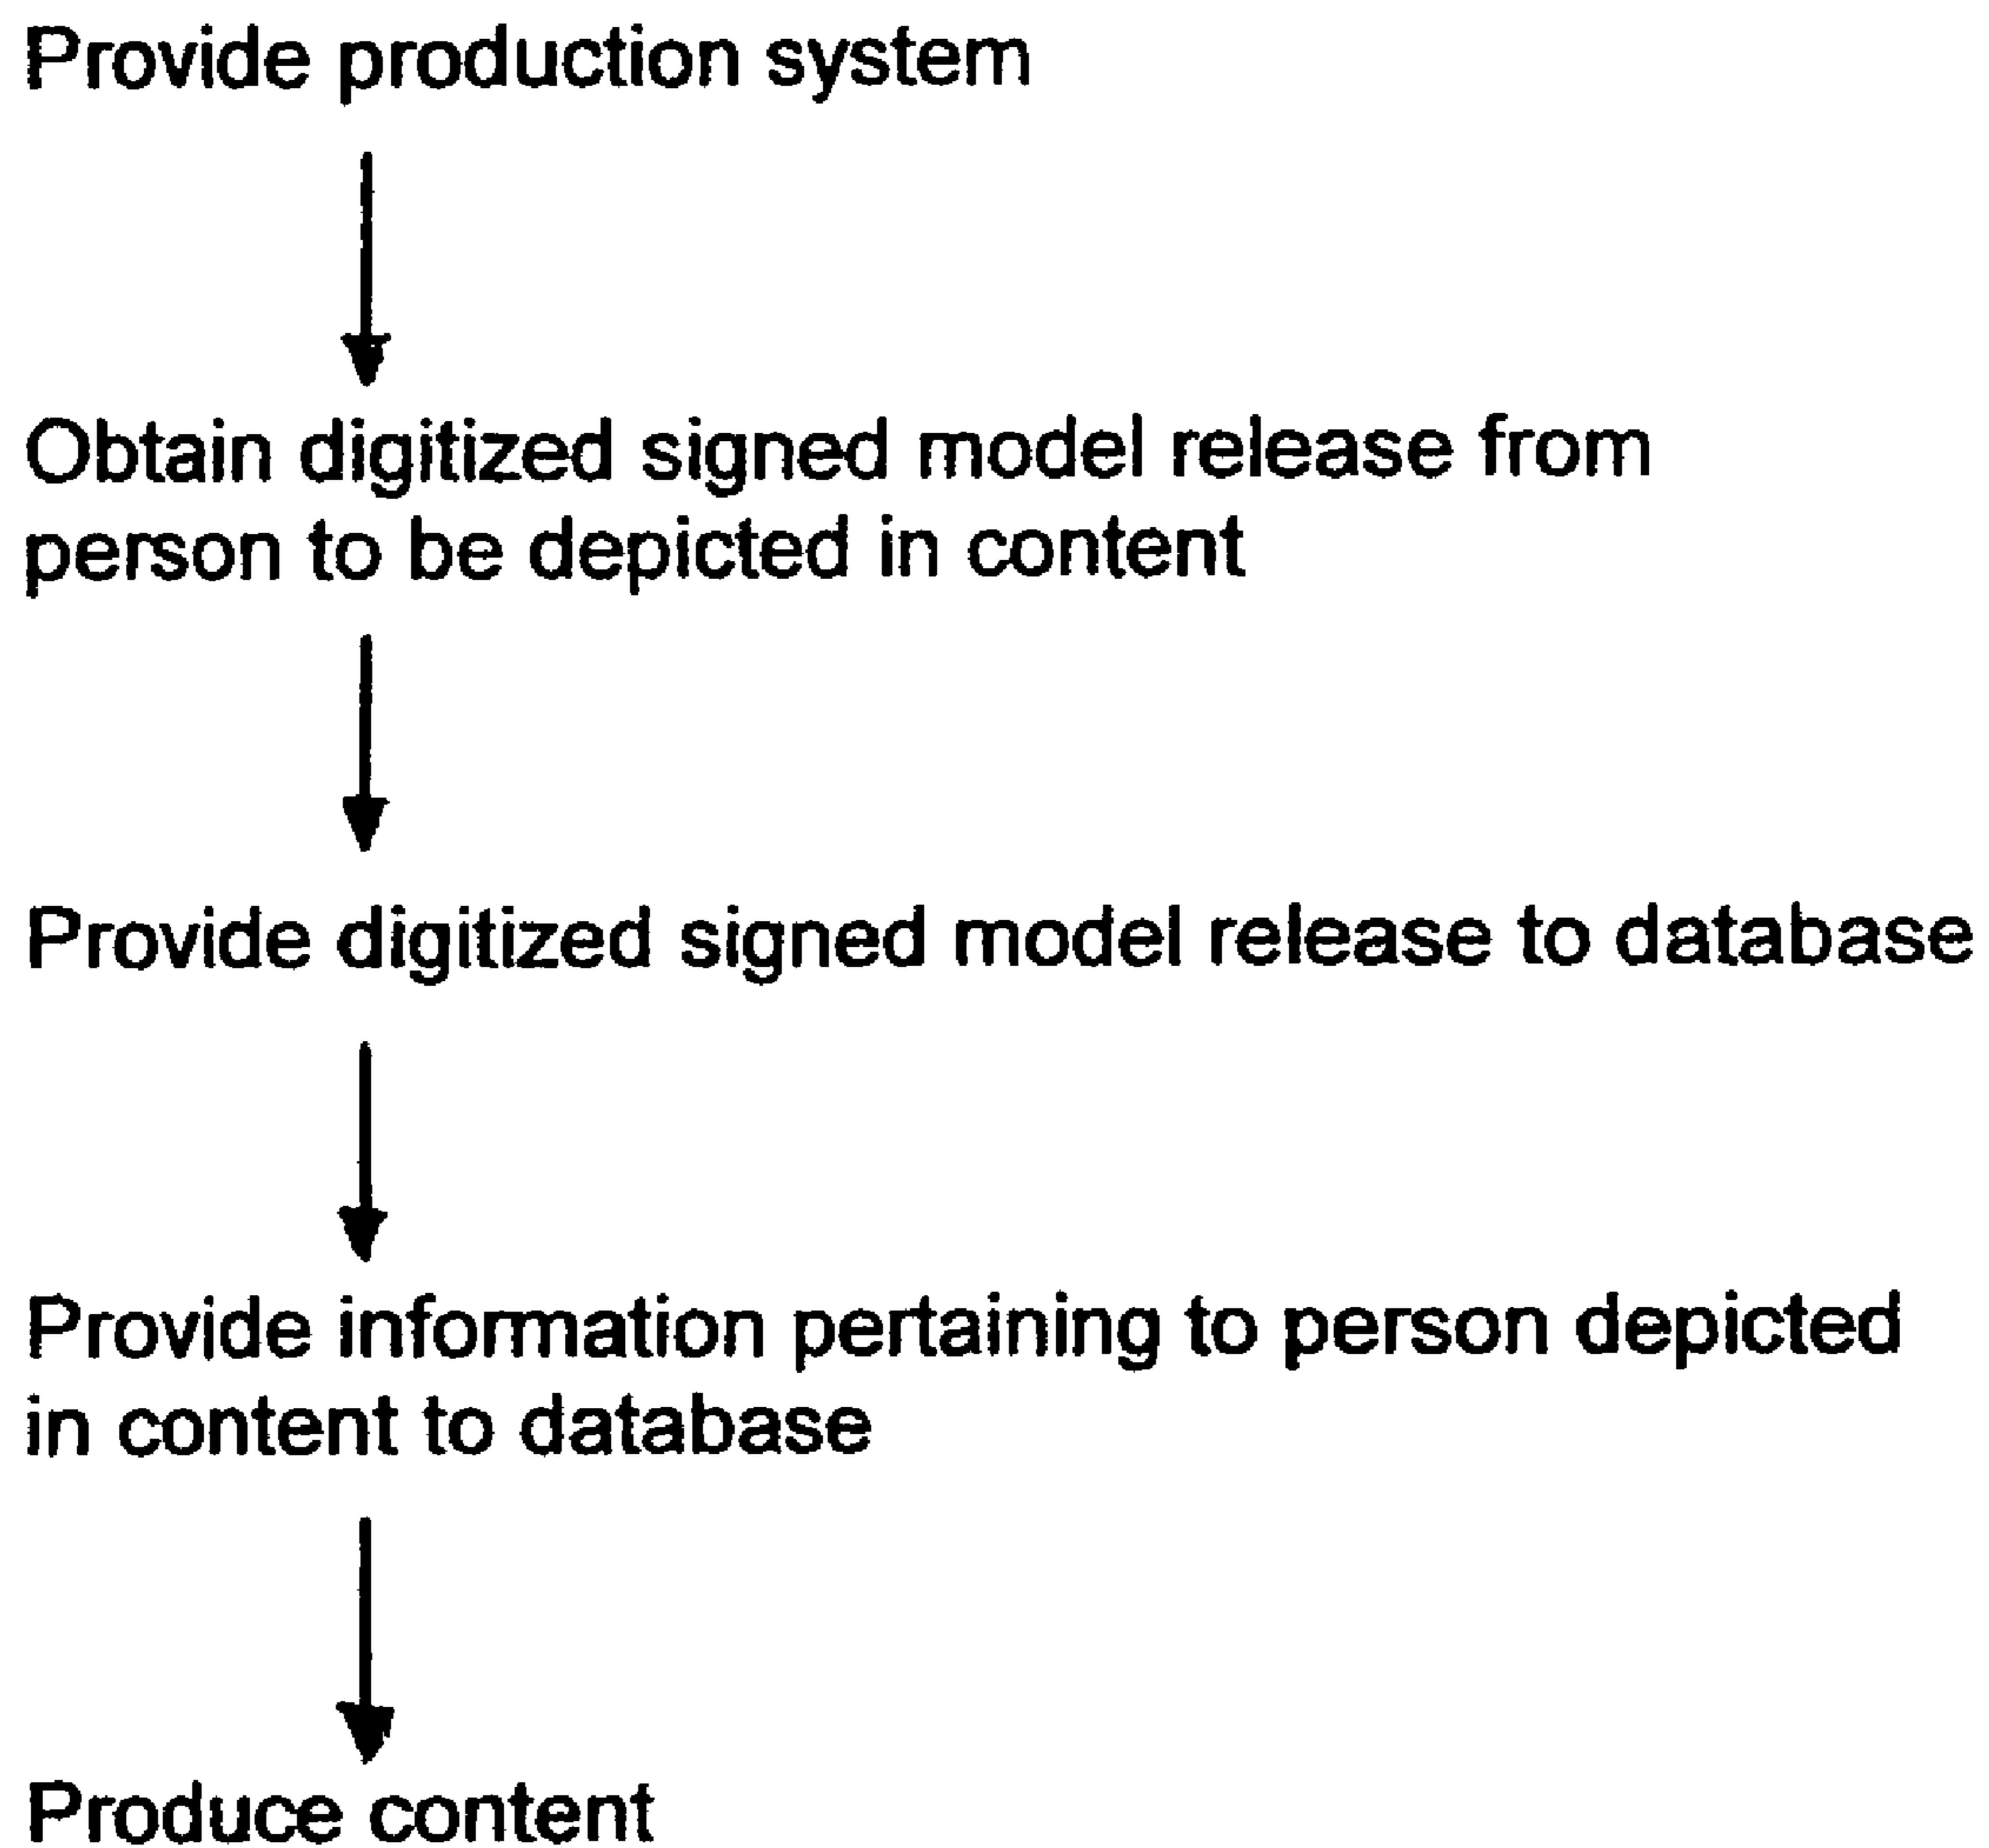 Provide production system
Obtain digitized signed model release from
person to be depicted in content
Provide digitized signed model release to database
Provide information pertaining to person depicted
in content to database
Produce content